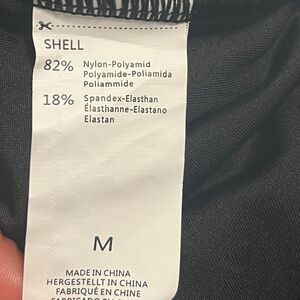 SHELL
82% Nylon-Polyamid
Polyamide-Poliamida
Poliammide
18% Spandex-Elasthan
Élasthanne-Elastano
Elastan
M
MADE IN CHINA
HERGESTELLT IN CHINA
FABRIQUÉ EN CHINE